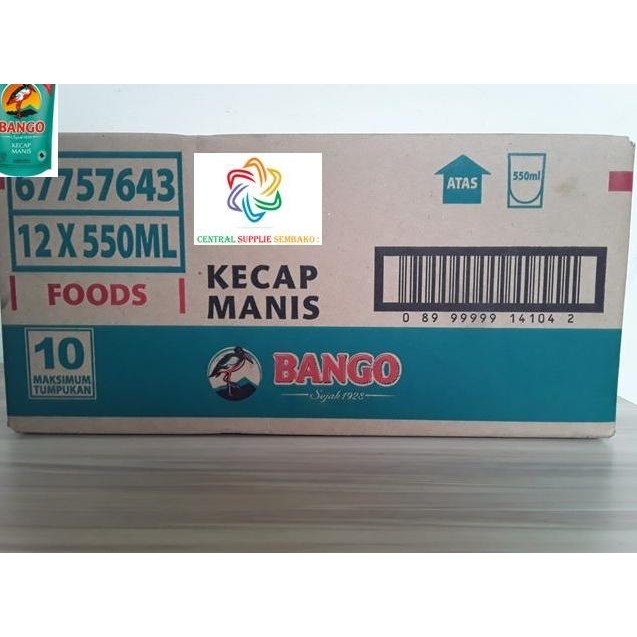 BANGO
KECAP
MANIS
67757643
12 X 550ML
FOODS
10
MAKSIMUM
TUMPUKAN
CENTRAL SUPPLIE SEMBAKO :
KECAP
MANIS
ATAS
550ml
0 89 99999 14104 2
BANGO
Sejak 1928